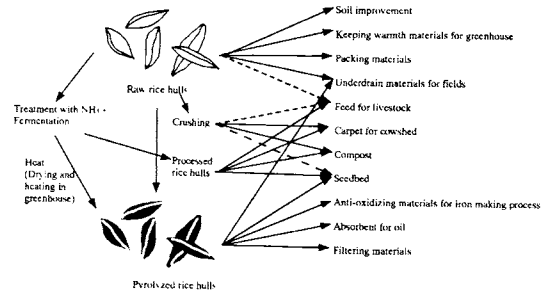 Soil improvement
Keeping warmth materials for greenhouse
Packing materials
Underdrain materials for fields
Raw rice hulls
Feed for livestock
Treatment with NH3 ·
Fermentation
Crushing
Carpet for cowshed
Compost
Processed
rice hulls
Seedbed
Heat
(Drying and
heating in
greenhouse)
Anti-oxidizing materials for iron making process
Absorbent for oil
Filtering materials
Pyrolyzed rice hulls